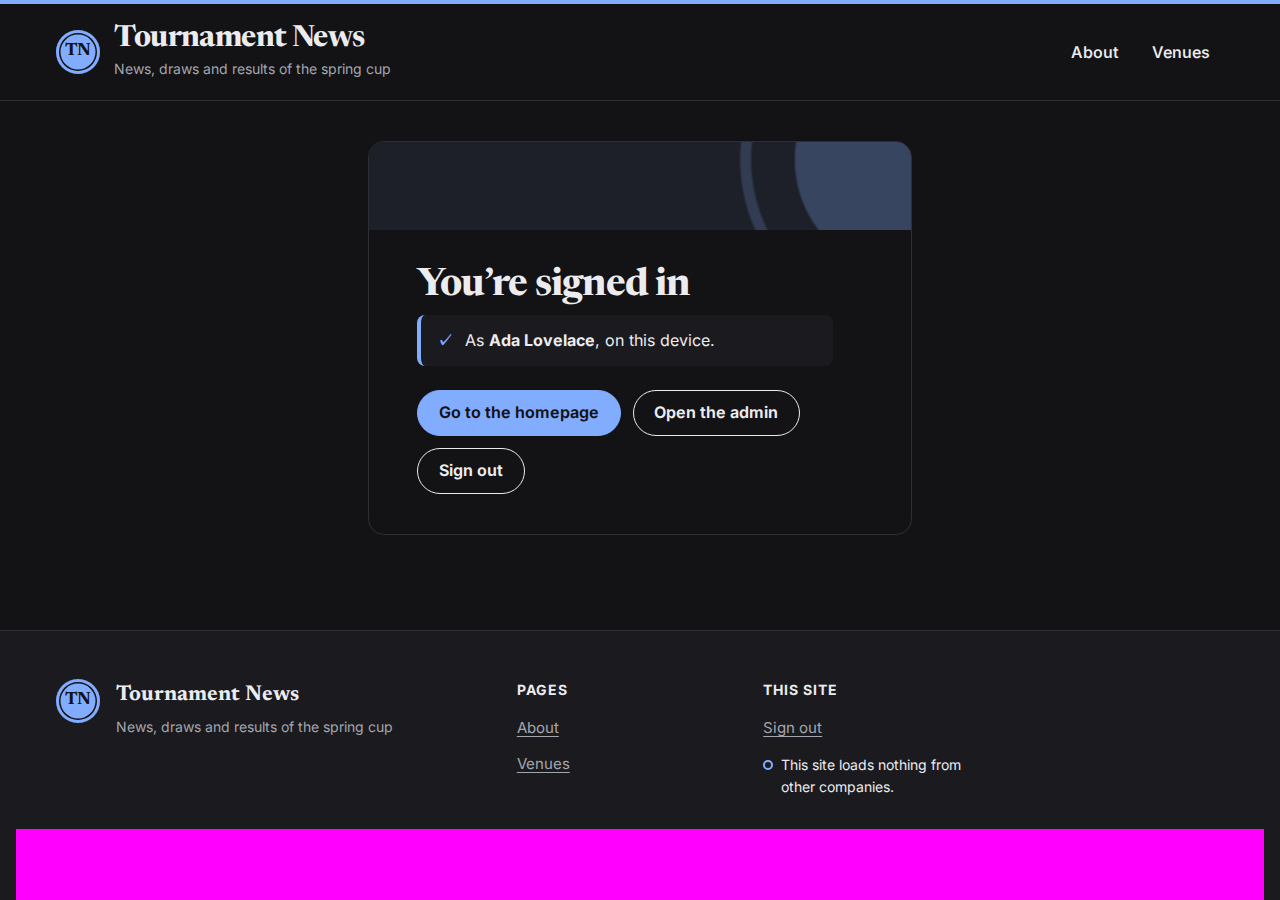 TN
Tournament News
News, draws and results of the spring cup
About
Venues
You’re signed in
✓ As Ada Lovelace, on this device.
Go to the homepage
Open the admin
Sign out
TN
Tournament News
News, draws and results of the spring cup
PAGES
About
Venues
THIS SITE
Sign out
This site loads nothing from
other companies.